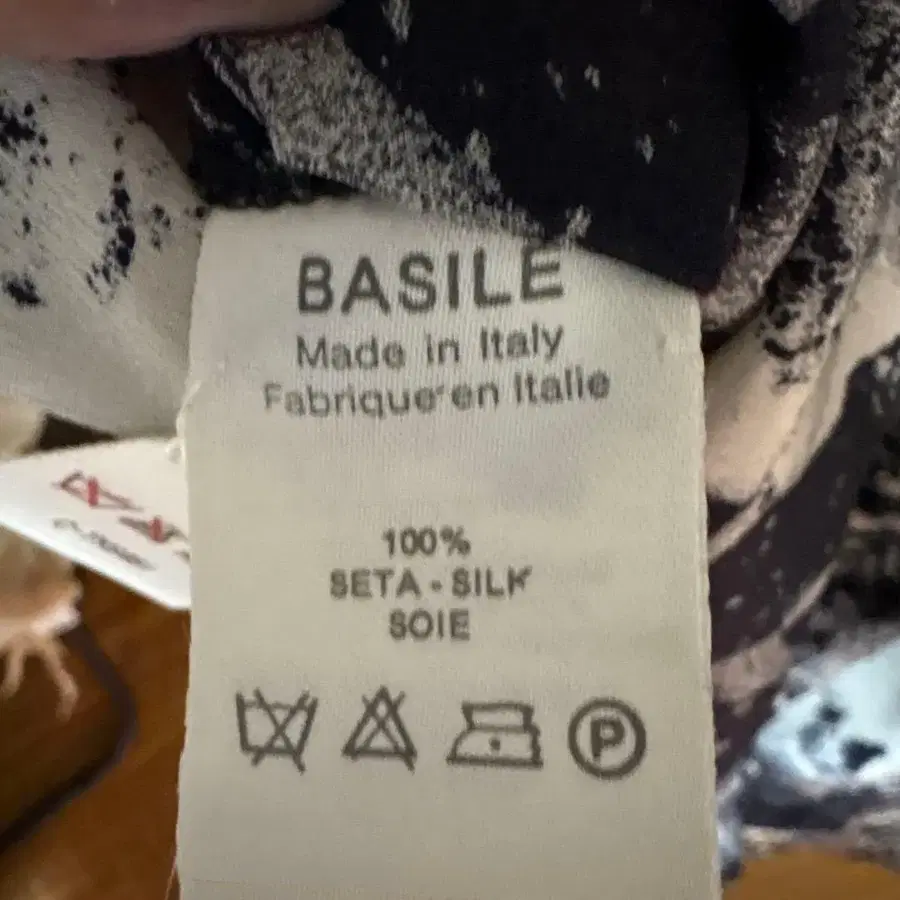 BASILE
Made in Italy
Fabrique en Italie
100%
SETA - SILK
SOIE
P